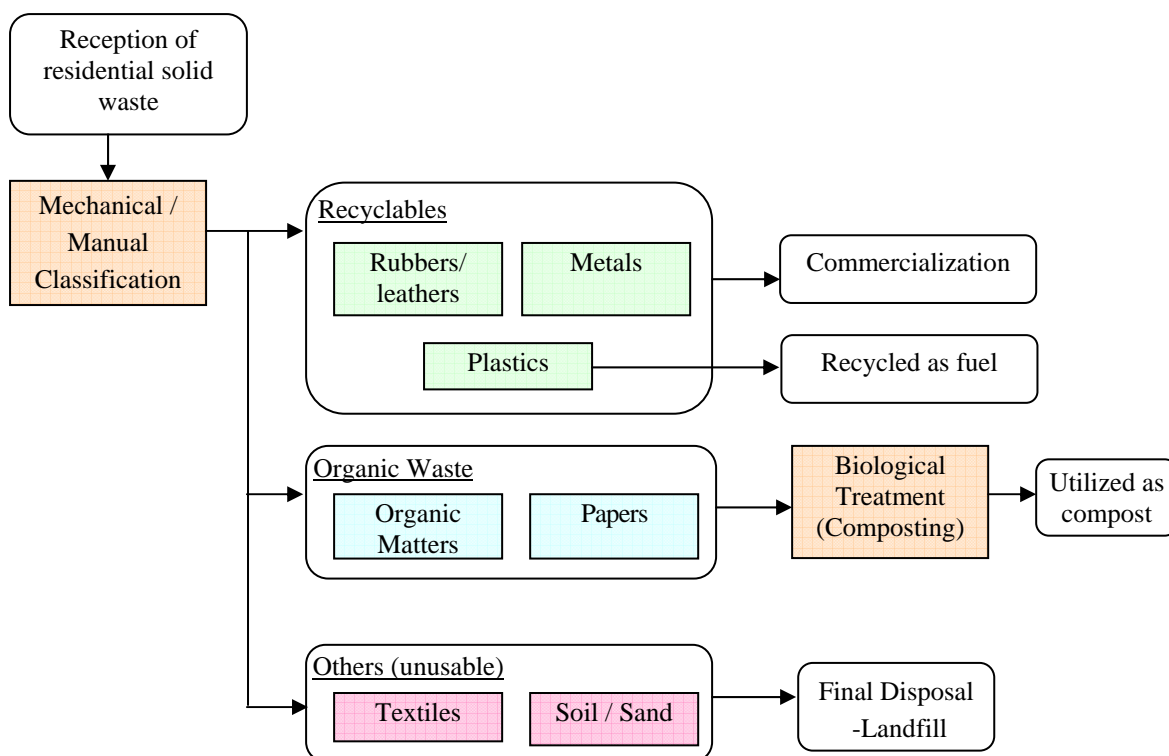 Reception of
residential solid
waste
Mechanical /
Manual
Classification
Recyclables
Rubbers/
leathers
Metals
Plastics
Commercialization
Recycled as fuel
Organic Waste
Organic
Matters
Papers
Biological
Treatment
(Composting)
Utilized as
compost
Others (unusable)
Textiles
Soil / Sand
Final Disposal
-Landfill